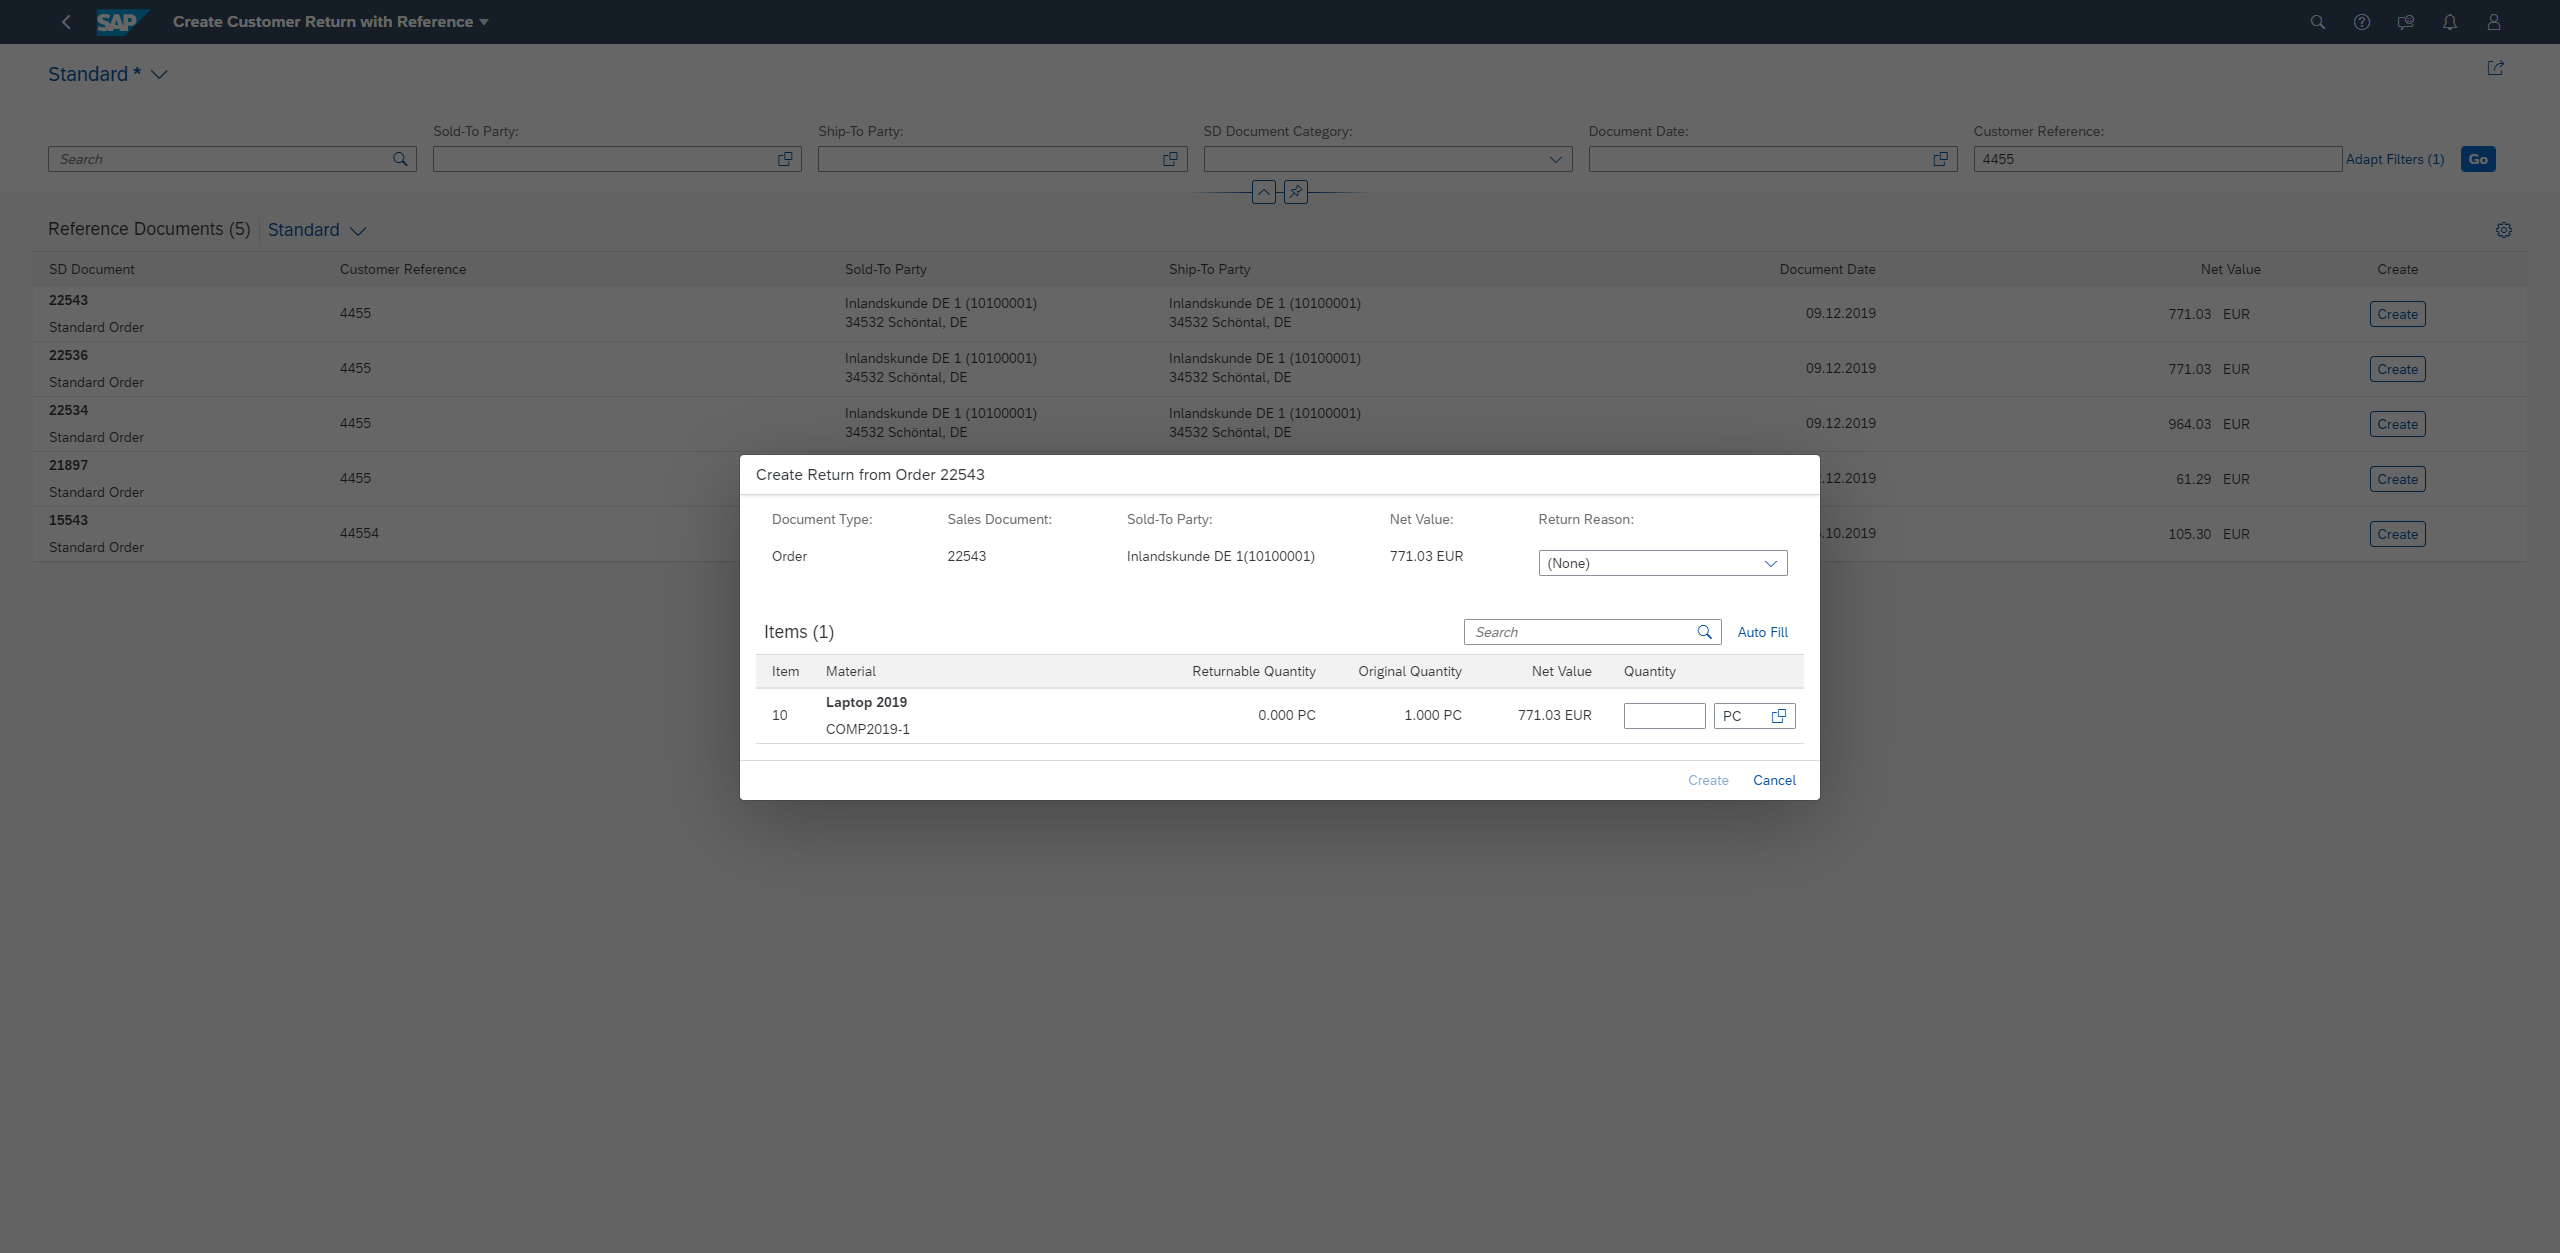 SAP Create Customer Return with Reference
Standard *
Sold-To Party: Ship-To Party: SD Document Category: Document Date: Customer Reference:
Search 4455 Adapt Filters (1) Go
Reference Documents (5) Standard
SD Document Customer Reference Sold-To Party Ship-To Party Document Date Net Value Create
22543 Inlandskunde DE 1 (10100001) Inlandskunde DE 1 (10100001)
4455 09.12.2019 771.03 EUR Create
Standard Order 34532 Schöntal, DE 34532 Schöntal, DE
22536 Inlandskunde DE 1 (10100001) Inlandskunde DE 1 (10100001)
4455 09.12.2019 771.03 EUR Create
Standard Order 34532 Schöntal, DE 34532 Schöntal, DE
22534 Inlandskunde DE 1 (10100001) Inlandskunde DE 1 (10100001)
4455 09.12.2019 964.03 EUR Create
Standard Order 34532 Schöntal, DE 34532 Schöntal, DE
21897
4455 .12.2019 61.29 EUR Create
Standard Order
15543
44554 .10.2019 105.30 EUR Create
Standard Order
Create Return from Order 22543
Document Type: Sales Document: Sold-To Party: Net Value: Return Reason:
Order 22543 Inlandskunde DE 1(10100001) 771.03 EUR (None)
Items (1) Search Auto Fill
Item Material Returnable Quantity Original Quantity Net Value Quantity
Laptop 2019
10 0.000 PC 1.000 PC 771.03 EUR PC
COMP2019-1
Create Cancel